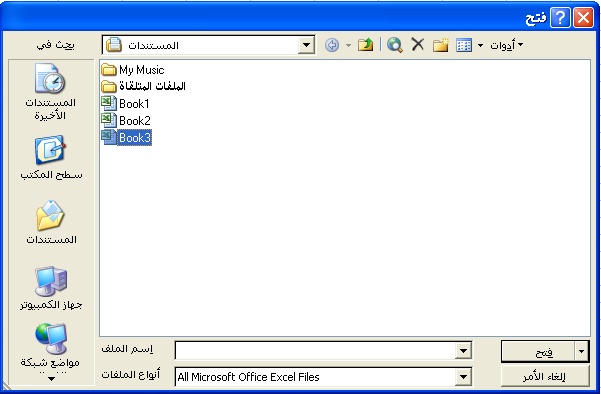 فتح
بحث في
المستندات
أدوات
المستندات
الأخيرة
سطح المكتب
المستندات
جهاز الكمبيوتر
مواضع شبكة
My Music
الملفات المتلقاة
Book1
Book2
Book3
إسم الملف
فتح
أنواع الملفات
All Microsoft Office Excel Files
إلغاء الأمر